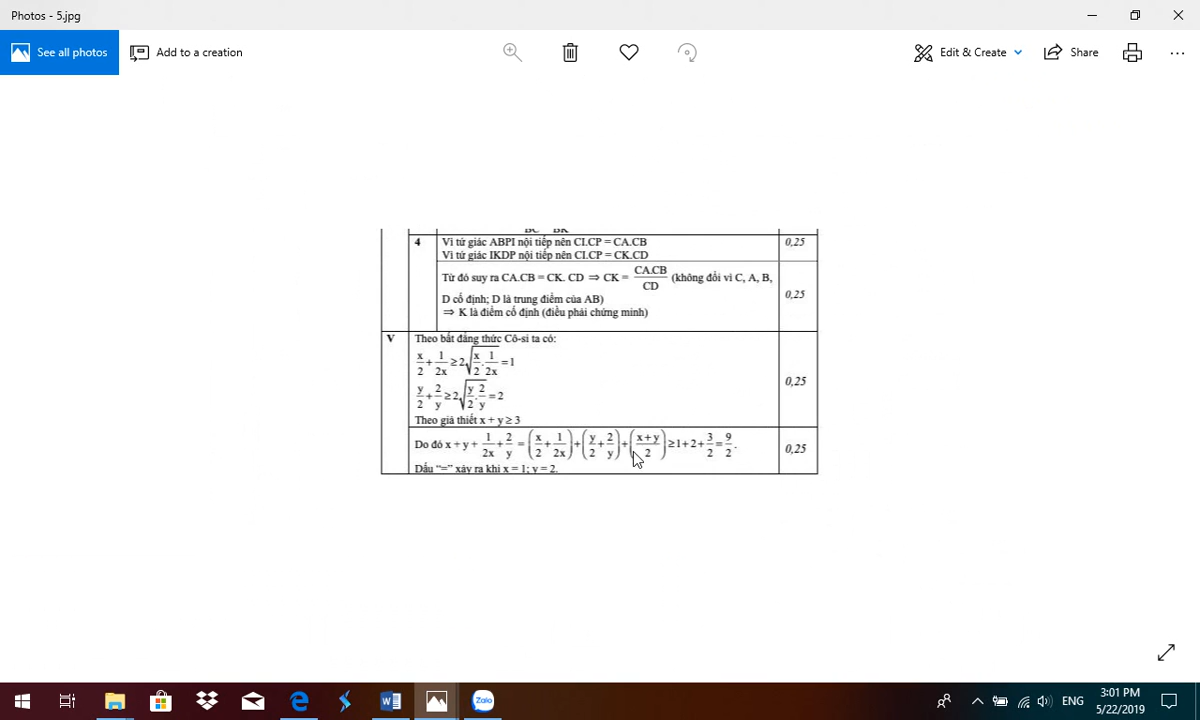 Photos - 5.jpg
See all photos
Add to a creation
Edit & Create
Share
4
Vì tứ giác ABPI nội tiếp nên CI.CP = CA.CB
Vì tứ giác IKDP nội tiếp nên CI.CP = CK.CD
0,25
Từ đó suy ra CA.CB = CK. CD ⇒ CK = CA.CB/CD (không đổi vì C, A, B,
D cố định; D là trung điểm của AB)
⇒ K là điểm cố định (điều phải chứng minh)
0,25
V
Theo bất đẳng thức Cô-si ta có:
x/2 + 1/2x ≥ 2√(x/2 . 1/2x) = 1
y/2 + 2/y ≥ 2√(y/2 . 2/y) = 2
Theo giả thiết x + y ≥ 3
0,25
Do đó x + y + 1/2x + 2/y = (x/2 + 1/2x) + (y/2 + 2/y) + (x+y/2) ≥ 1 + 2 + 3/2 = 9/2.
Dấu “=” xảy ra khi x = 1; y = 2.
0,25
Zalo
ENG
3:01 PM
5/22/2019